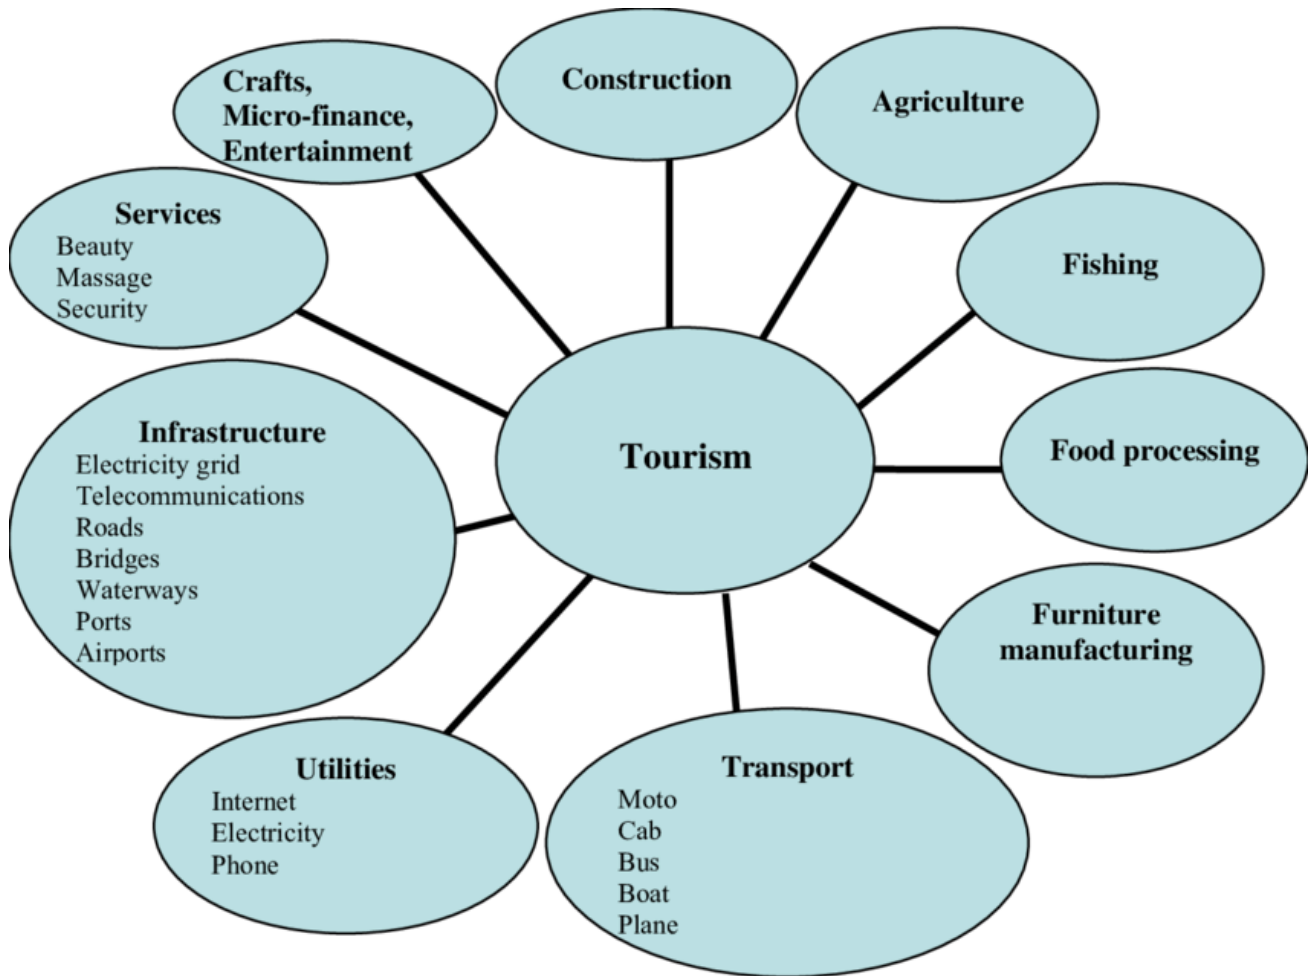 Construction
Agriculture
Crafts,
Micro-finance,
Entertainment
Services
Beauty
Massage
Security
Fishing
Infrastructure
Electricity grid
Telecommunications
Roads
Bridges
Waterways
Ports
Airports
Tourism
Food processing
Furniture
manufacturing
Utilities
Internet
Electricity
Phone
Transport
Moto
Cab
Bus
Boat
Plane